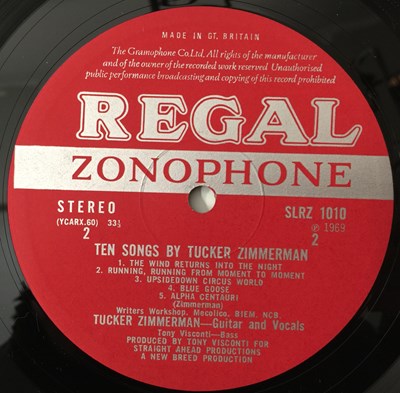 MADE IN GT. BRITAIN
The Gramophone Co.Ltd. All rights of the manufacturer
and of the owner of the recorded work reserved Unauthorised
public performance broadcasting and copying of this record prohibited
REGAL
ZONOPHONE
STEREO
(YCARX.60) 33⅓
2
SLRZ 1010
℗ 1969
2
TEN SONGS BY TUCKER ZIMMERMAN
1. THE WIND RETURNS INTO THE NIGHT
2. RUNNING, RUNNING FROM MOMENT TO MOMENT
3. UPSIDEDOWN CIRCUS WORLD
4. BLUE GOOSE
5. ALPHA CENTAURI
(Zimmerman)
Writers Workshop, Mecolico, BIEM, NCB
TUCKER ZIMMERMAN—Guitar and Vocals
Tony Visconti—Bass
PRODUCED BY TONY VISCONTI FOR
STRAIGHT AHEAD PRODUCTIONS
A NEW BREED PRODUCTION